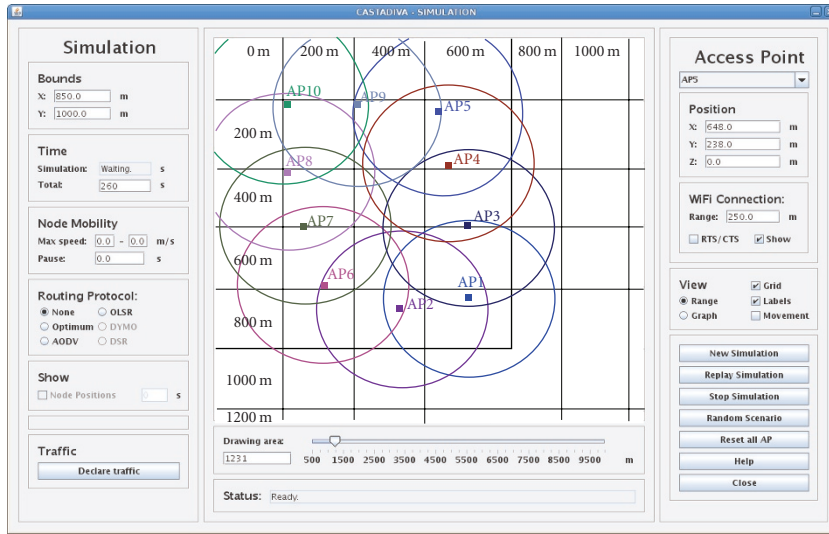 CASTADIVA - SIMULATION
Simulation
Bounds
X: 850.0 m
Y: 1000.0 m
Time
Simulation: Waiting. s
Total: 260 s
Node Mobility
Max speed: 0.0 - 0.0 m/s
Pause: 0.0 s
Routing Protocol:
None OLSR
Optimum DYMO
AODV DSR
Show
Node Positions 0 s
Traffic
Declare traffic
0 m 200 m 400 m 600 m 800 m 1000 m
AP10 AP9 AP5
200 m
AP8 AP4
400 m
AP7 AP3
600 m
AP6 AP1
AP2
800 m
1000 m
1200 m
Drawing area:
1231
500 1500 2500 3500 4500 5500 6500 7500 8500 9500 m
Status: Ready.
Access Point
AP5
Position
X: 648.0 m
Y: 238.0 m
Z: 0.0 m
WiFi Connection:
Range: 250.0 m
RTS/CTS Show
View Grid
Range Labels
Graph Movement
New Simulation
Replay Simulation
Stop Simulation
Random Scenario
Reset all AP
Help
Close